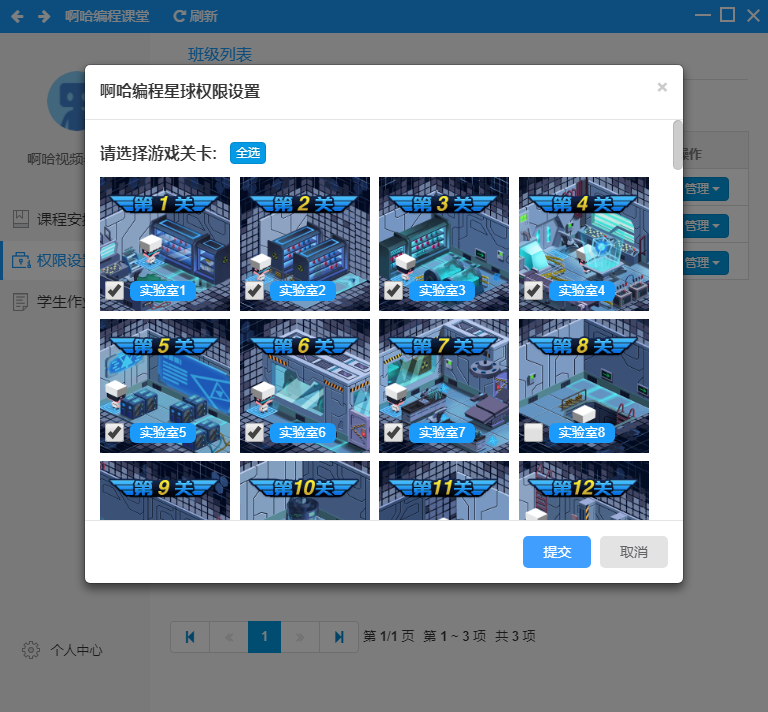 啊哈编程课堂 刷新
班级列表
啊哈编程星球权限设置 ×
请选择游戏关卡: 全选
啊哈视频
操作
第1关 第2关 第3关 第4关
管理
课程安
管理
权限设
管理
实验室1 实验室2 实验室3 实验室4
学生作
第5关 第6关 第7关 第8关
实验室5 实验室6 实验室7 实验室8
第9关 第10关 第11关 第12关
提交 取消
« 1 » 第 1/1 页 第 1 ~ 3 项 共 3 项
个人中心